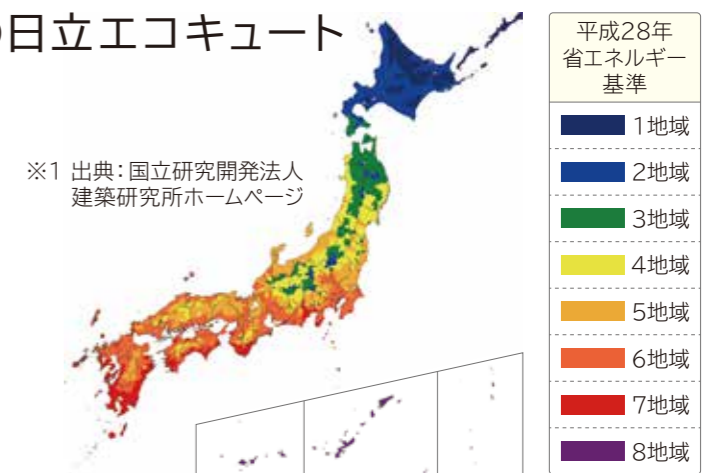 の日立エコキュート
※1 出典：国立研究開発法人
建築研究所ホームページ
平成28年
省エネルギー
基準
1地域
2地域
3地域
4地域
5地域
6地域
7地域
8地域